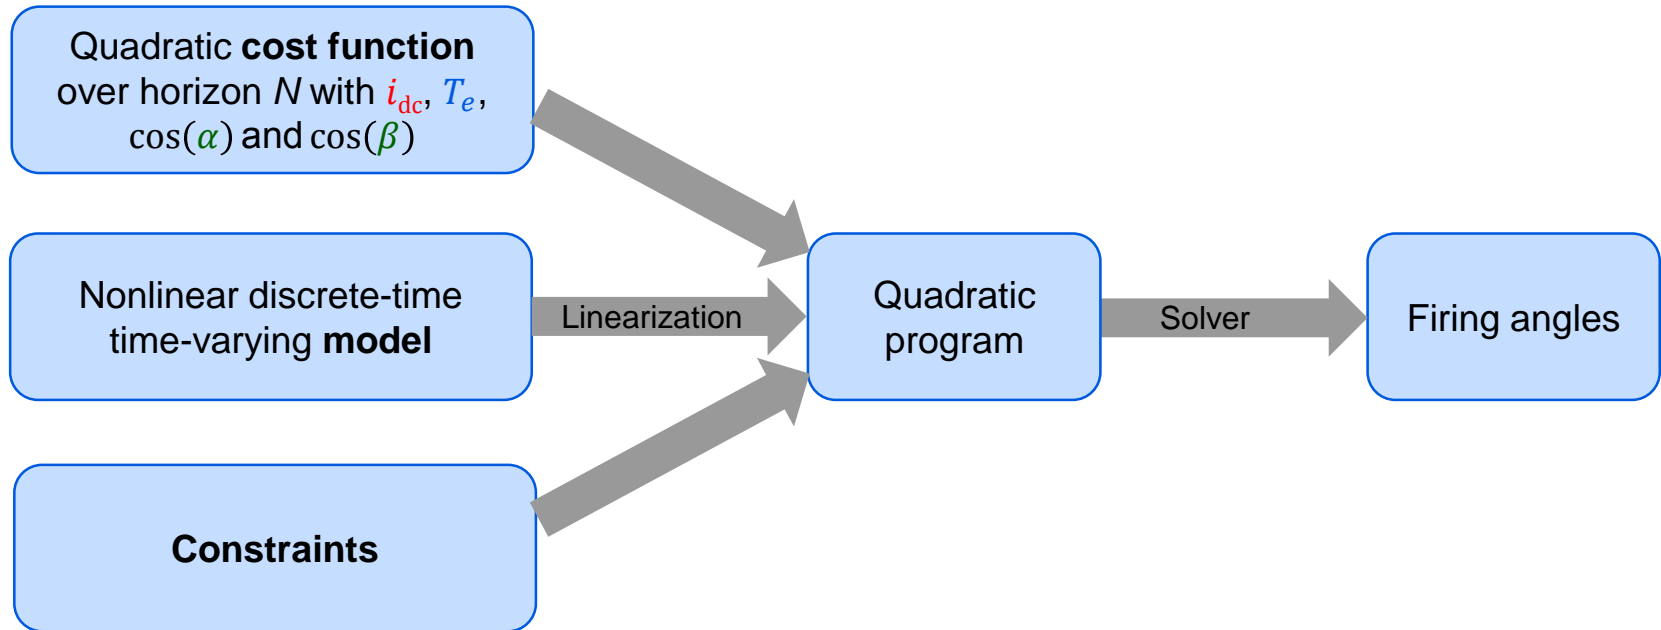 Quadratic cost function
over horizon N with i_dc, T_e,
cos(α) and cos(β)
Nonlinear discrete-time
time-varying model
Linearization
Constraints
Quadratic
program
Solver
Firing angles